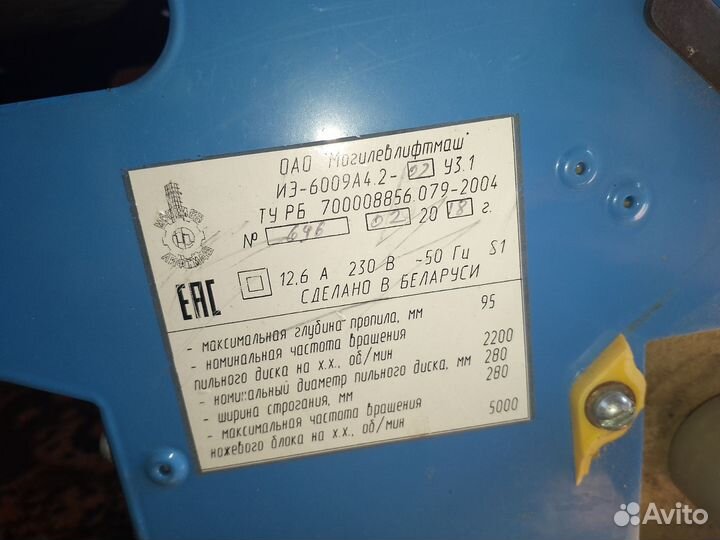 ОАО "Могилевлифтмаш"
ИЭ-6009А4.2-02 У3.1
ТУ РБ 700008856.079-2004
№ 696 02 2018 г.
12,6 А 230 В ~50 Гц S1
ЕАС СДЕЛАНО В БЕЛАРУСИ
- максимальная глубина пропила, мм 95
- номинальная частота вращения
пильного диска на х.х., об/мин 2200
- номинальный диаметр пильного диска, мм 280
- ширина строгания, мм 280
- максимальная частота вращения
ножевого блока на х.х., об/мин 5000
Avito